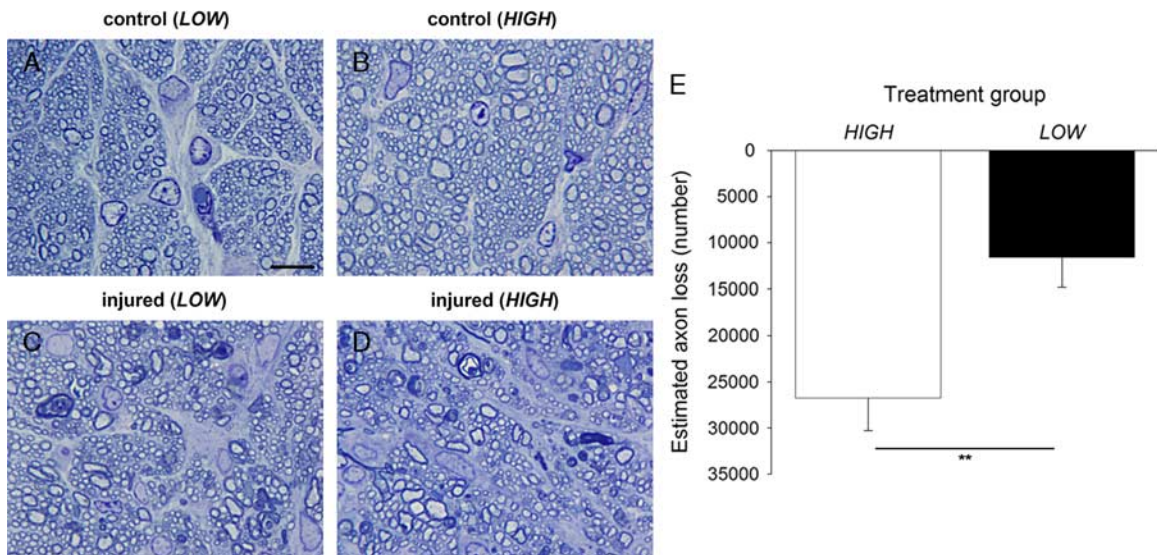 control (LOW)
control (HIGH)
A
B
injured (LOW)
injured (HIGH)
C
D
E
Treatment group
HIGH
LOW
Estimated axon loss (number)
0
5000
10000
15000
20000
25000
30000
35000
**